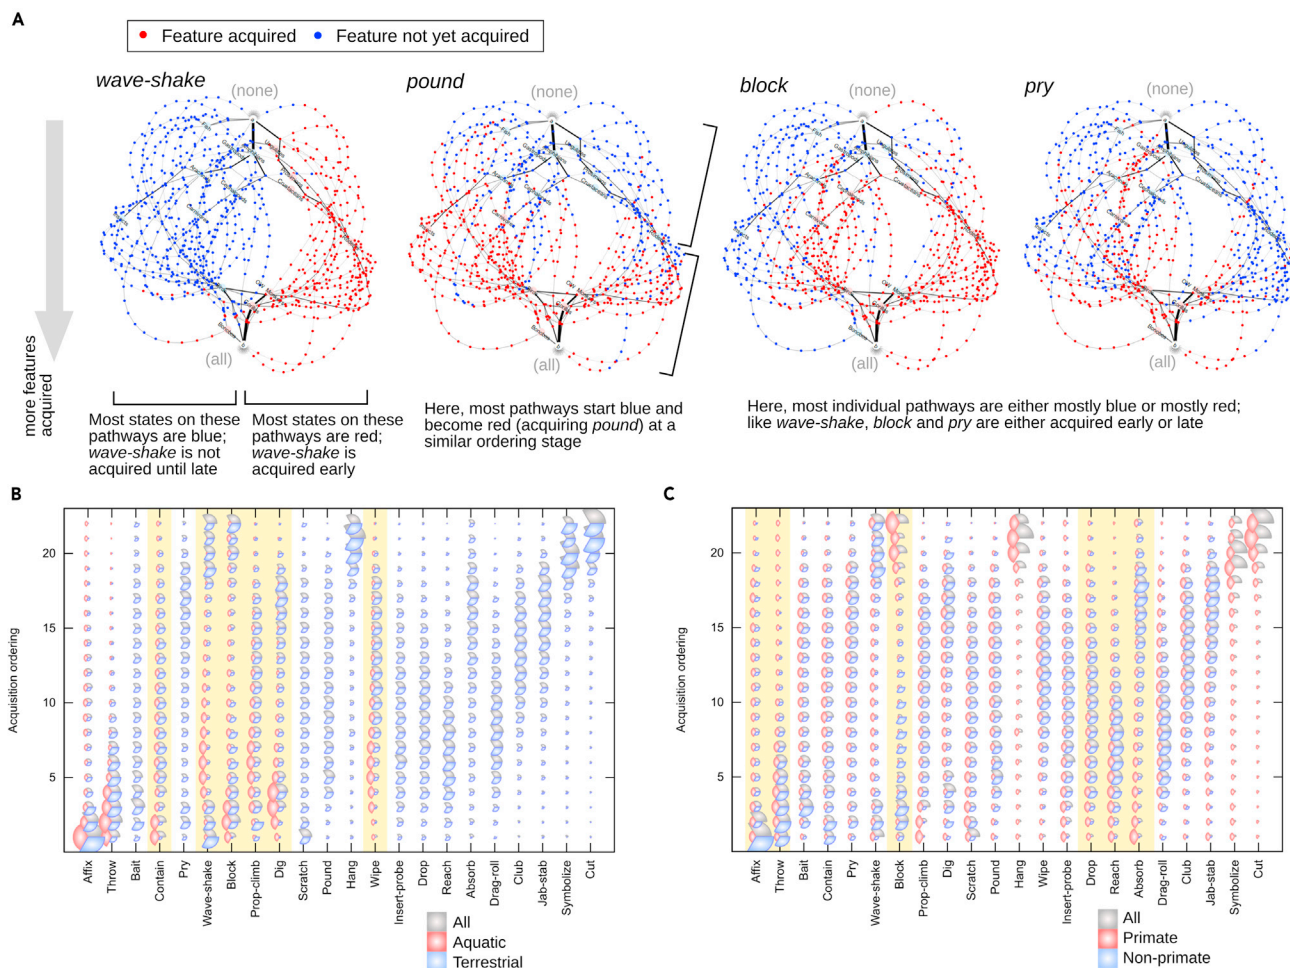 A
Feature acquired
Feature not yet acquired
wave-shake
pound
block
pry
(none)
(none)
(none)
(none)
Fish
Fish
Fish
Fish
(all)
(all)
(all)
(all)
Bonobos
Bonobos
Bonobos
Bonobos
more features
acquired
Most states on these
pathways are blue;
wave-shake is not
acquired until late
Most states on these
pathways are red;
wave-shake is
acquired early
Here, most pathways start blue and
become red (acquiring pound) at a
similar ordering stage
Here, most individual pathways are either mostly blue or mostly red;
like wave-shake, block and pry are either acquired early or late
B
Acquisition ordering
20
15
10
5
Affix
Throw
Bait
Contain
Pry
Wave-shake
Block
Prop-climb
Dig
Scratch
Pound
Hang
Wipe
Insert-probe
Drop
Reach
Absorb
Drag-roll
Club
Jab-stab
Symbolize
Cut
All
Aquatic
Terrestrial
C
Acquisition ordering
20
15
10
5
Affix
Throw
Bait
Contain
Pry
Wave-shake
Block
Prop-climb
Dig
Scratch
Pound
Hang
Wipe
Insert-probe
Drop
Reach
Absorb
Drag-roll
Club
Jab-stab
Symbolize
Cut
All
Primate
Non-primate